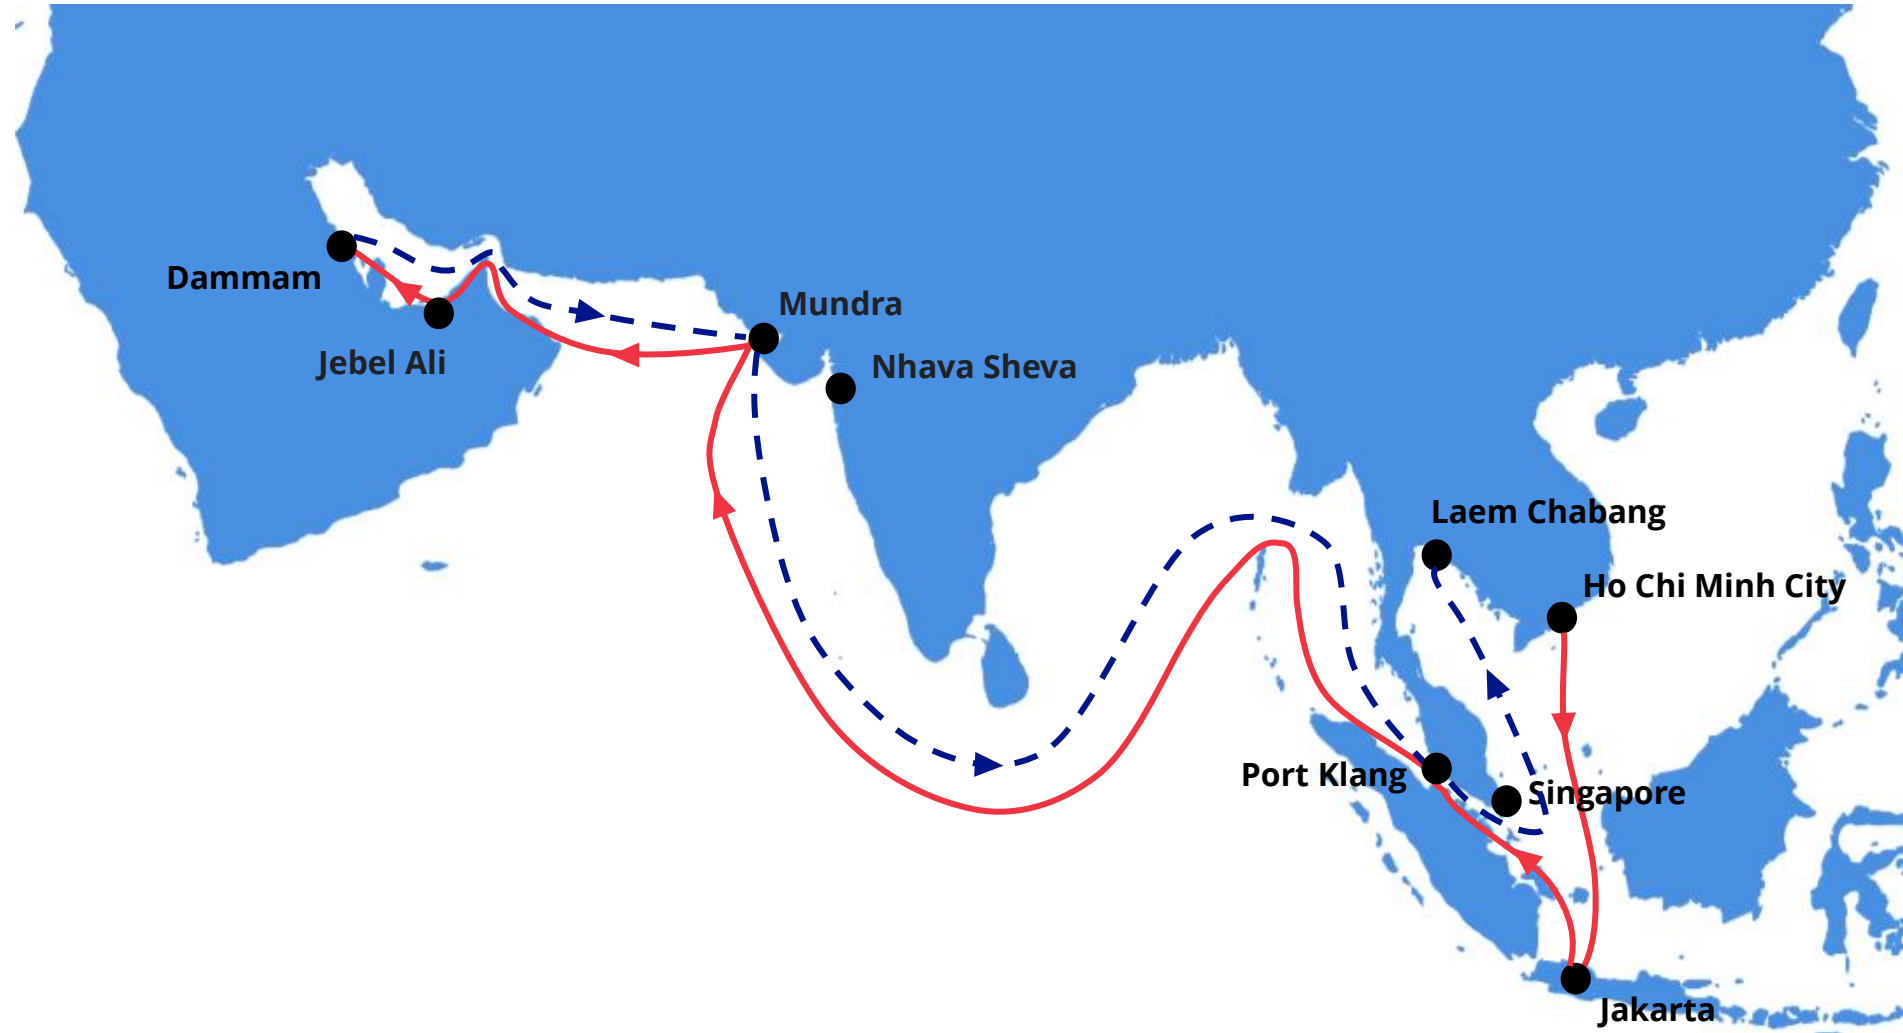 Dammam
Jebel Ali
Mundra
Nhava Sheva
Laem Chabang
Ho Chi Minh City
Port Klang
Singapore
Jakarta